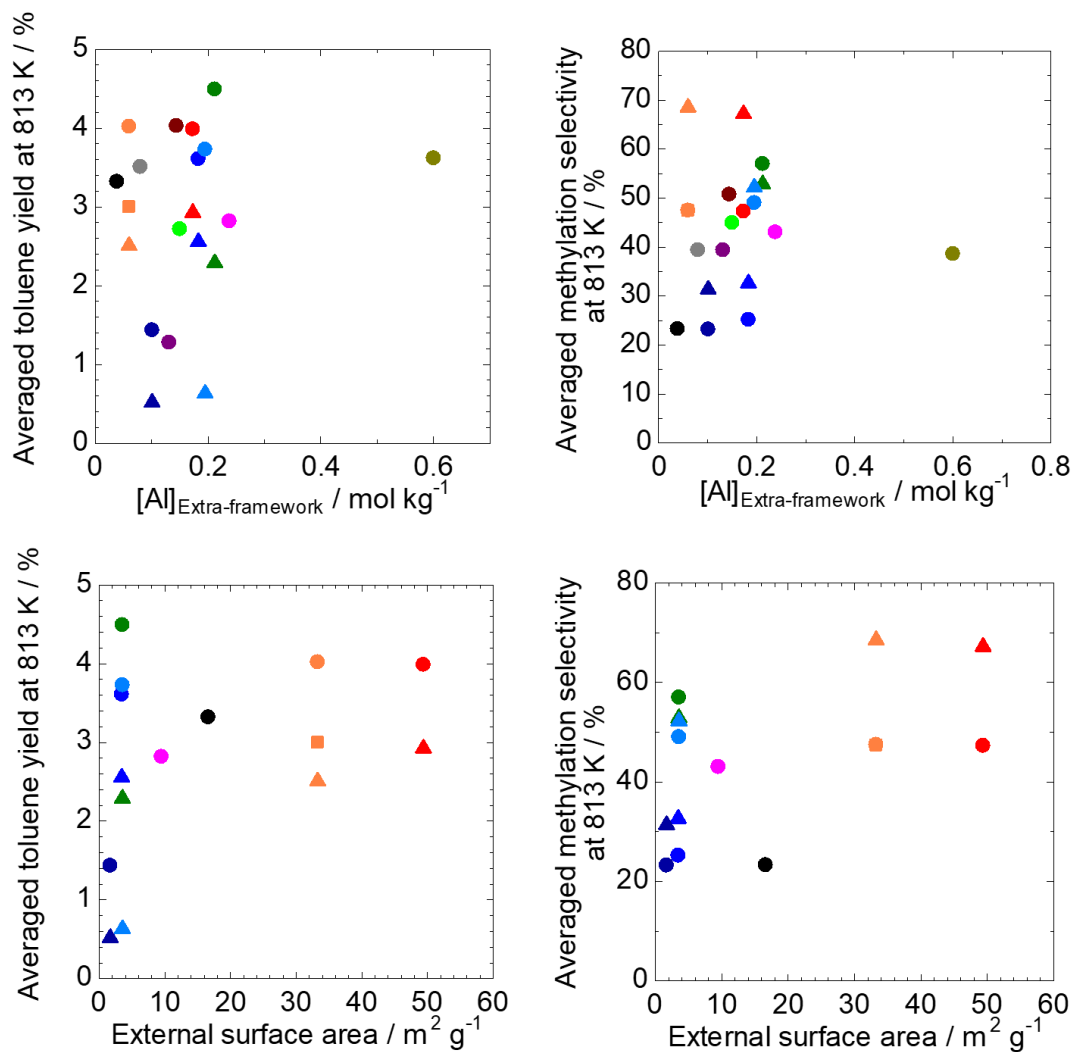 Averaged toluene yield at 813 K / %
5
4
3
2
1
0
0 0.2 0.4 0.6
[Al]Extra-framework / mol kg-1
Averaged methylation selectivity
at 813 K / %
80
70
60
50
40
30
20
10
0
0 0.2 0.4 0.6 0.8
[Al]Extra-framework / mol kg-1
Averaged toluene yield at 813 K / %
5
4
3
2
1
0
0 10 20 30 40 50 60
External surface area / m2 g-1
Averaged methylation selectivity
at 813 K / %
80
60
40
20
0
0 10 20 30 40 50 60
External surface area / m2 g-1